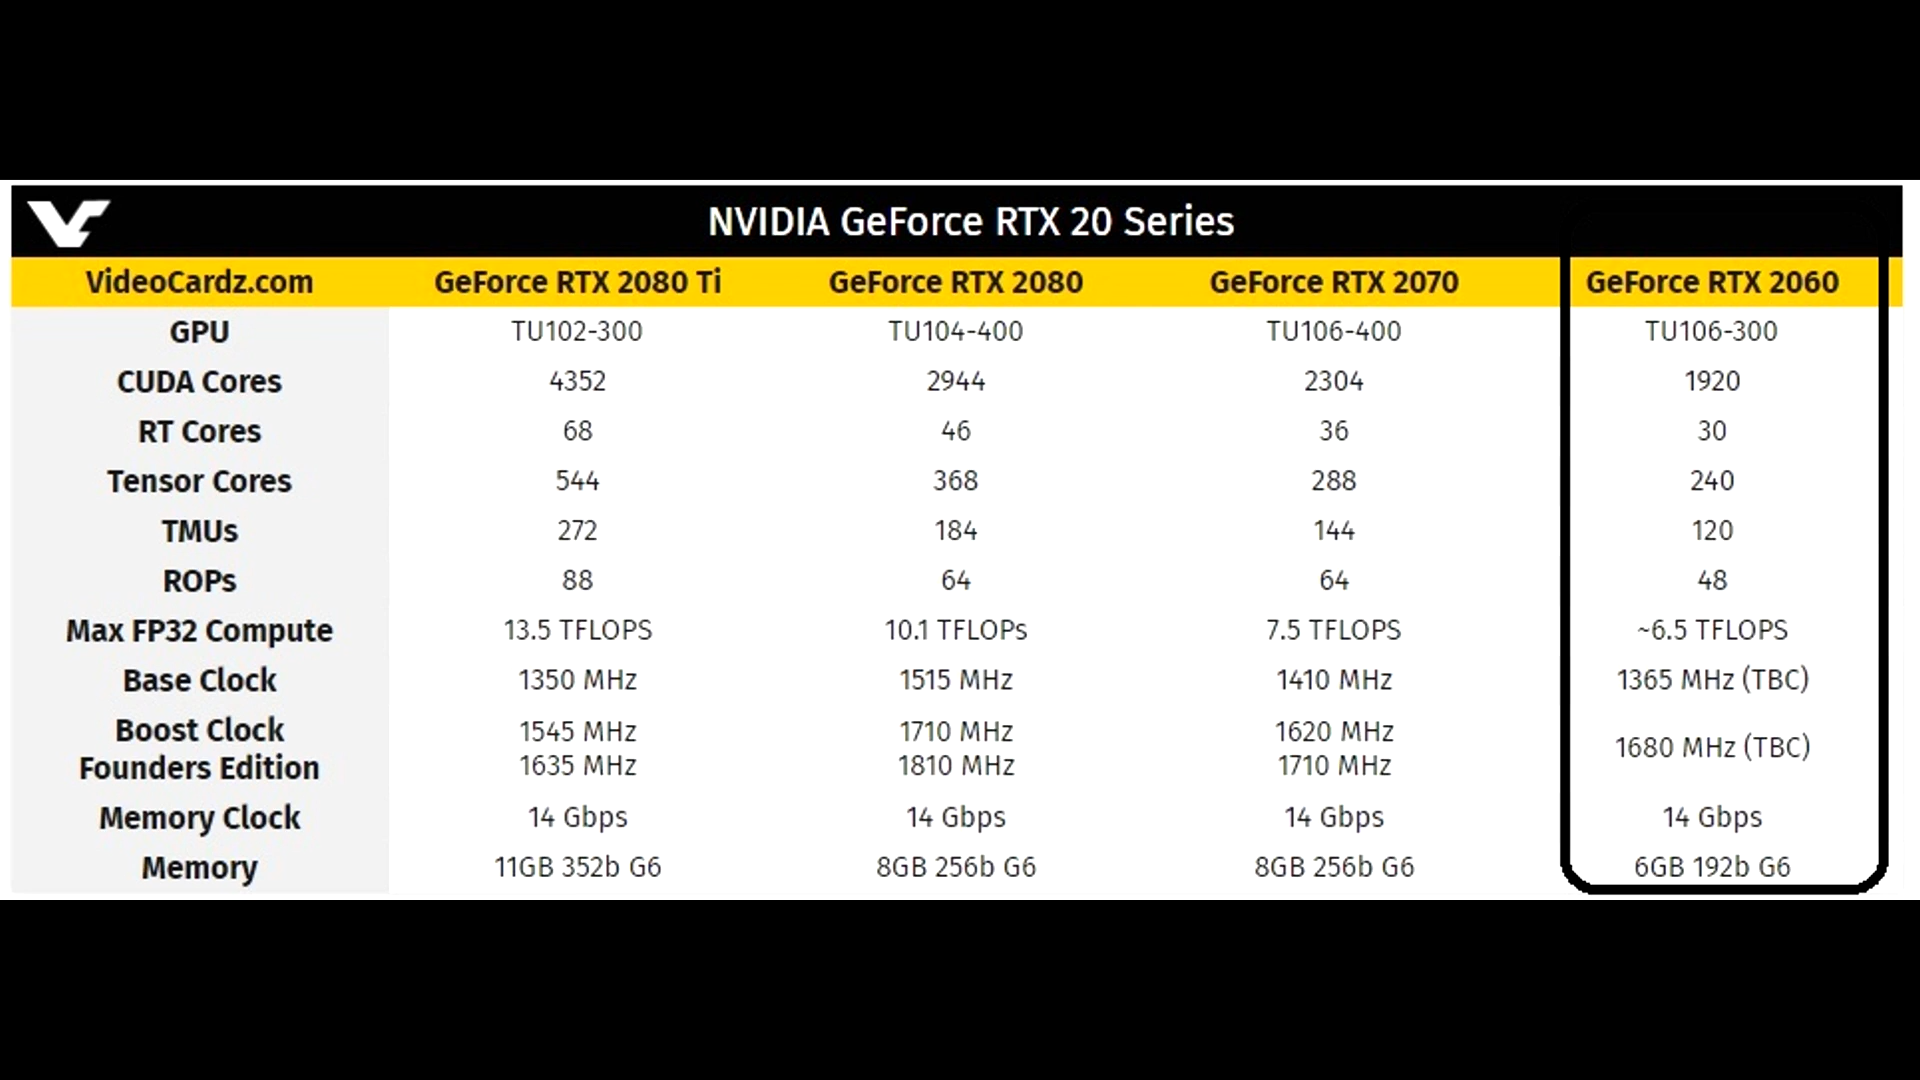 NVIDIA GeForce RTX 20 Series
VideoCardz.com GeForce RTX 2080 Ti GeForce RTX 2080 GeForce RTX 2070 GeForce RTX 2060
GPU TU102-300 TU104-400 TU106-400 TU106-300
CUDA Cores 4352 2944 2304 1920
RT Cores 68 46 36 30
Tensor Cores 544 368 288 240
TMUs 272 184 144 120
ROPs 88 64 64 48
Max FP32 Compute 13.5 TFLOPS 10.1 TFLOPs 7.5 TFLOPS ~6.5 TFLOPS
Base Clock 1350 MHz 1515 MHz 1410 MHz 1365 MHz (TBC)
Boost Clock 1545 MHz 1710 MHz 1620 MHz 1680 MHz (TBC)
Founders Edition 1635 MHz 1810 MHz 1710 MHz
Memory Clock 14 Gbps 14 Gbps 14 Gbps 14 Gbps
Memory 11GB 352b G6 8GB 256b G6 8GB 256b G6 6GB 192b G6